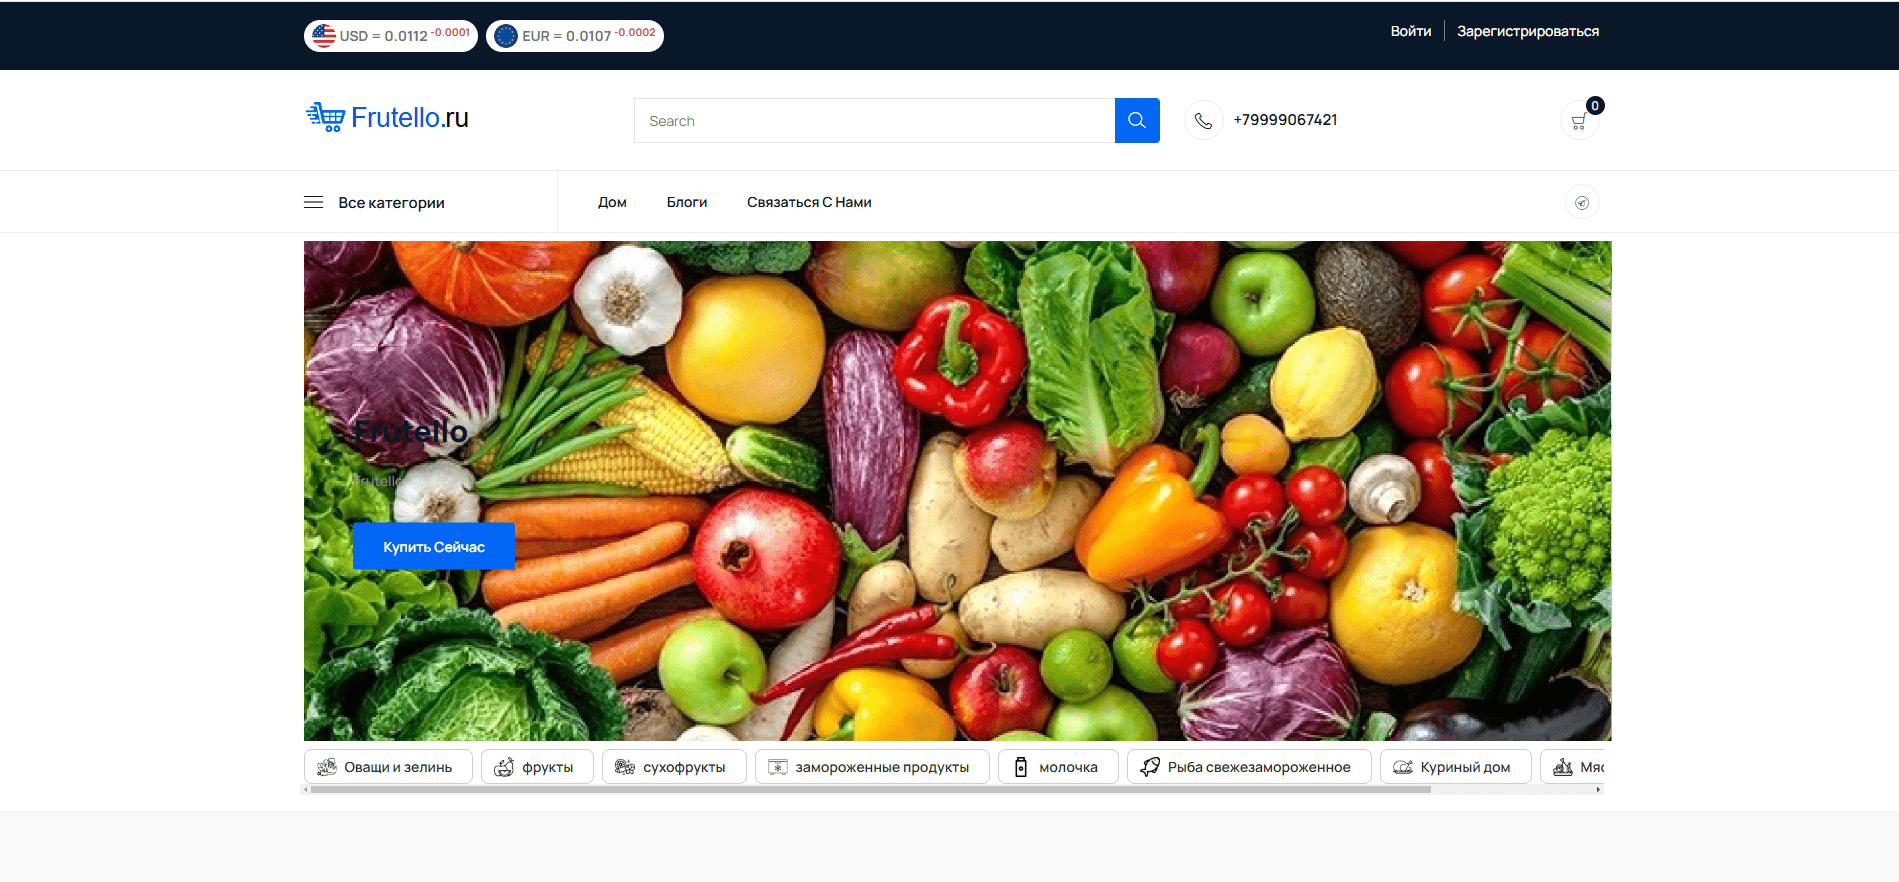 USD = 0.0112 -0.0001 EUR = 0.0107 -0.0002 Войти Зарегистрироваться
Frutello.ru Search +79999067421 0
Все категории Дом Блоги Связаться С Нами
Frutello
Frutello
Купить Сейчас
Оващи и зелинь фрукты сухофрукты замороженные продукты молочка Рыба свежезамороженное Куриный дом